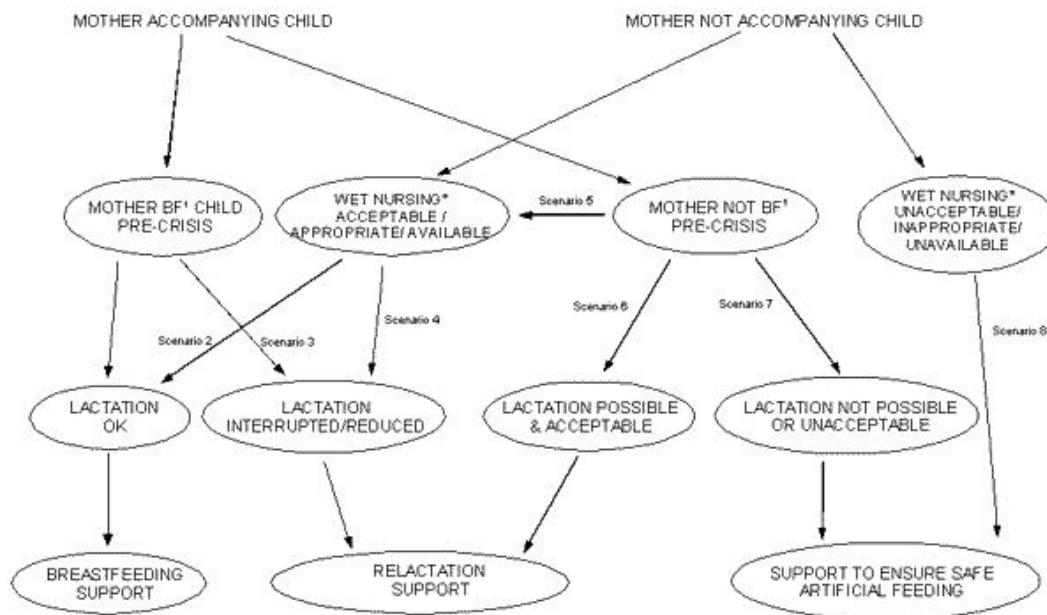 MOTHER ACCOMPANYING CHILD
MOTHER NOT ACCOMPANYING CHILD
MOTHER BF¹ CHILD
PRE-CRISIS
WET NURSING*
ACCEPTABLE /
APPROPRIATE/ AVAILABLE
Scenario 5
MOTHER NOT BF¹
PRE-CRISIS
WET NURSING*
UNACCEPTABLE/
INAPPROPRIATE/
UNAVAILABLE
Scenario 2
Scenario 3
Scenario 4
Scenario 6
Scenario 7
Scenario 8
LACTATION
OK
LACTATION
INTERRUPTED/REDUCED
LACTATION POSSIBLE
& ACCEPTABLE
LACTATION NOT POSSIBLE
OR UNACCEPTABLE
BREASTFEEDING
SUPPORT
RELACTATION
SUPPORT
SUPPORT TO ENSURE SAFE
ARTIFICIAL FEEDING